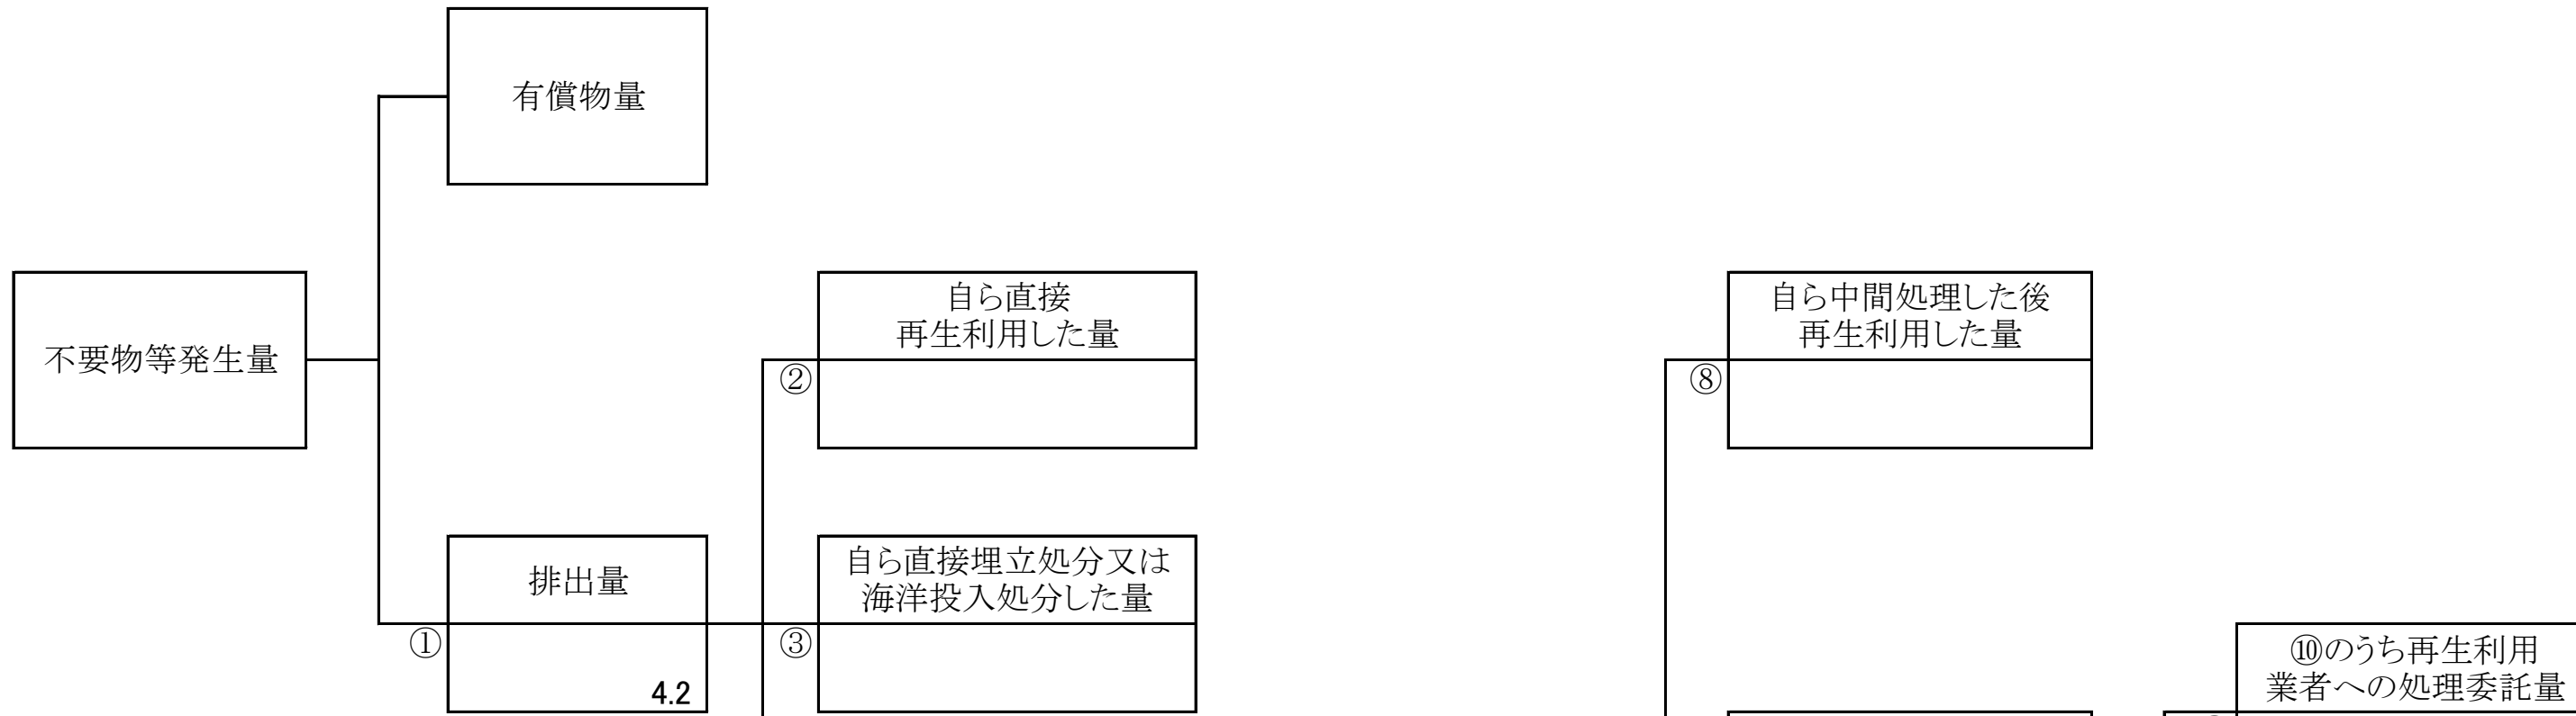 有償物量
不要物等発生量
自ら直接
再生利用した量
②
自ら中間処理した後
再生利用した量
⑧
排出量
①
4.2
自ら直接埋立処分又は
海洋投入処分した量
③
⑩のうち再生利用
業者への処理委託量